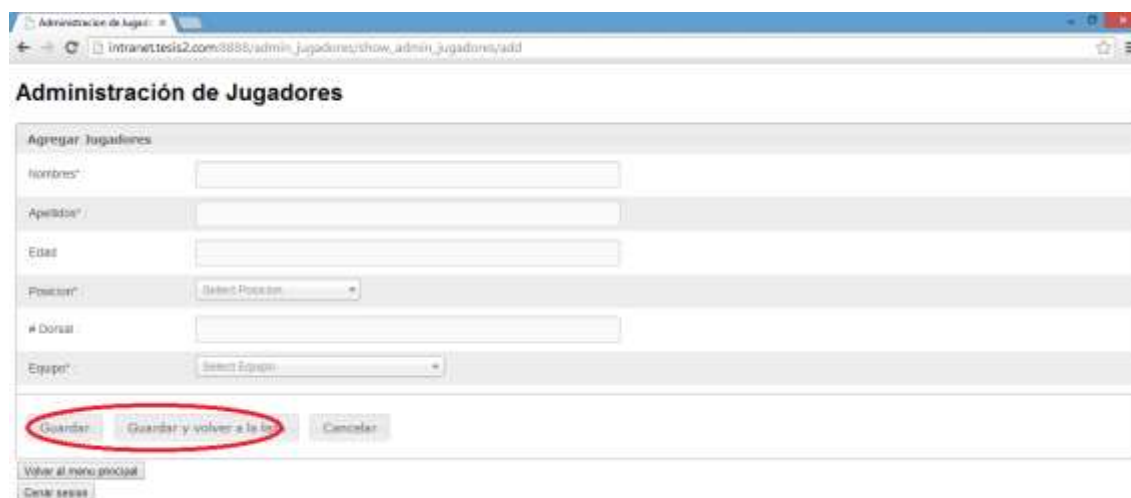 Administracion de Jugad
intranet.tesis2.com:8888/admin_jugadores/show_admin_jugadores/add
Administración de Jugadores
Agregar Jugadores
Nombres*
Apellidos*
Edad
Posicion*
Select Posicion
# Dorsal
Equipo*
Select Equipo
Guardar Guardar y volver a la Cancelar
Volver al menu principal
Cerrar sesion